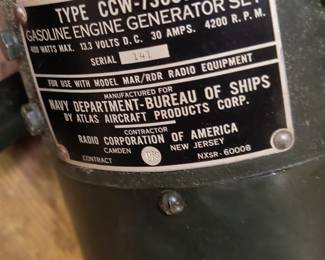 TYPE CCW-
GASOLINE ENGINE GENERATOR SET
400 WATTS MAX. 13.3 VOLTS D.C. 30 AMPS. 4200 R.P.M.
SERIAL 141
FOR USE WITH MODEL MAR/RDR RADIO EQUIPMENT
MANUFACTURED FOR
NAVY DEPARTMENT-BUREAU OF SHIPS
BY ATLAS AIRCRAFT PRODUCTS CORP.
CONTRACTOR
RADIO CORPORATION OF AMERICA
CAMDEN NEW JERSEY
CONTRACT NXSR-60008